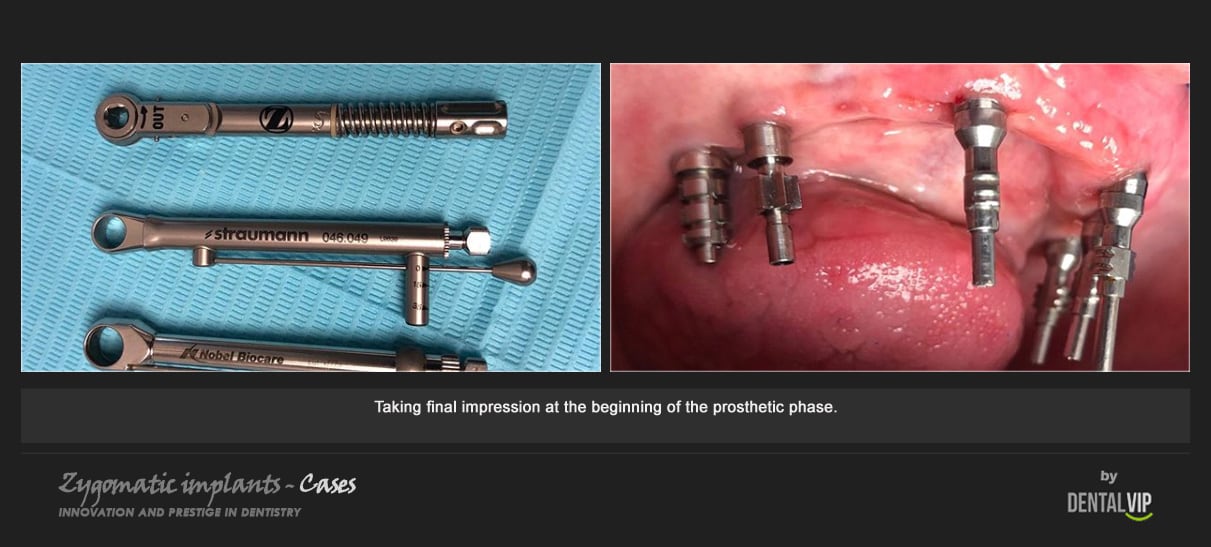 OUT
straumann 046.049
0
Nobel Biocare
Taking final impression at the beginning of the prosthetic phase.
Zygomatic implants - Cases
INNOVATION AND PRESTIGE IN DENTISTRY
by
DENTALVIP